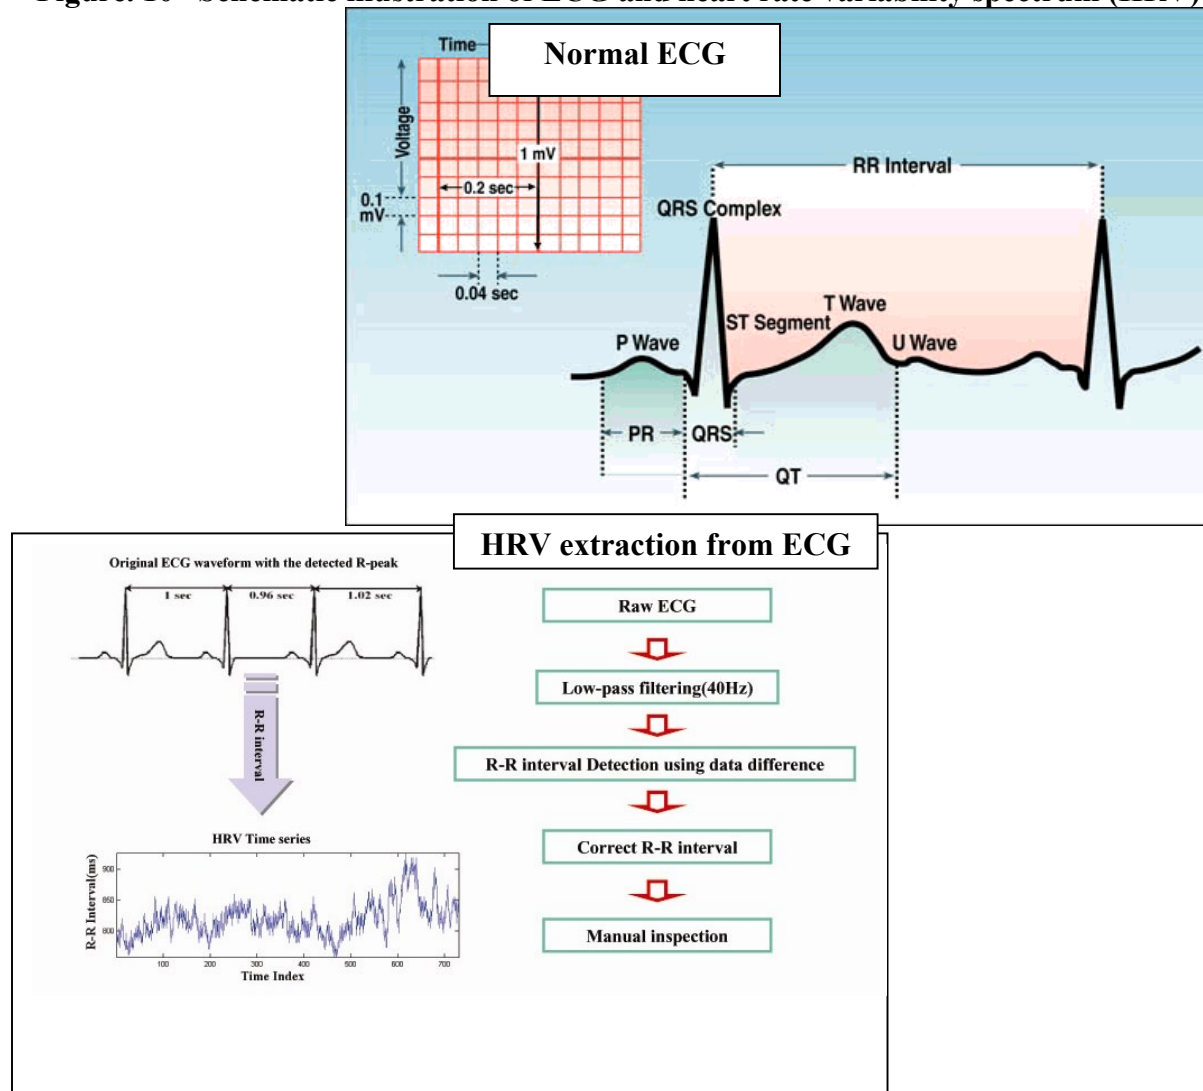 Time
Normal ECG
Voltage
1 mV
0.2 sec
0.1
mV
0.04 sec
RR Interval
QRS Complex
T Wave
ST Segment
P Wave
U Wave
PR
QRS
QT
HRV extraction from ECG
Original ECG waveform with the detected R-peak
1 sec
0.96 sec
1.02 sec
R-R interval
HRV Time series
R-R Interval(ms)
900
850
800
100
200
300
400
500
600
700
Time Index
Raw ECG
Low-pass filtering(40Hz)
R-R interval Detection using data difference
Correct R-R interval
Manual inspection